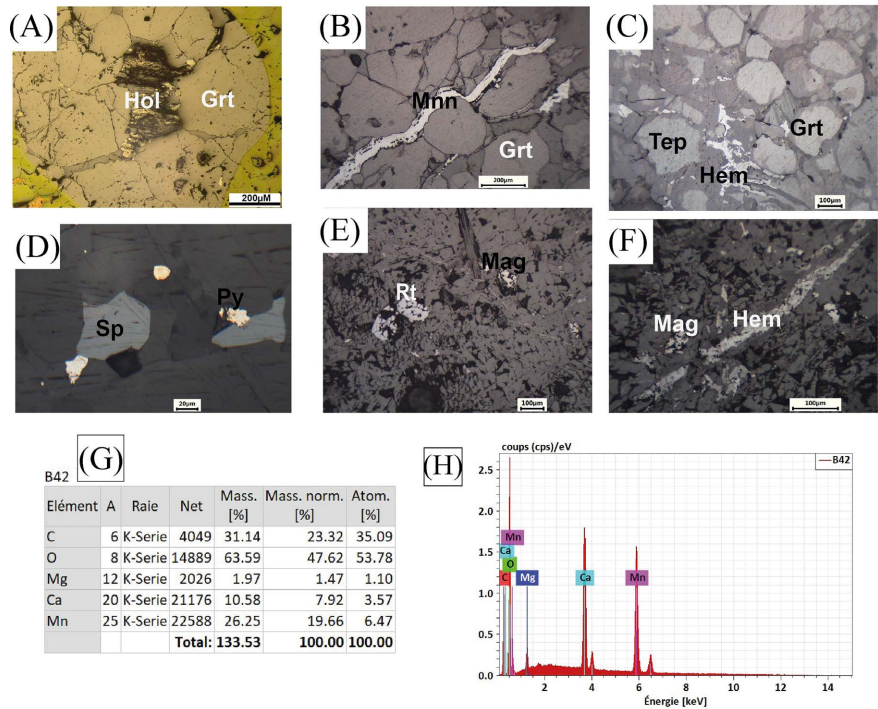 (A)
Hol
Grt
200µM
(B)
Mnn
Grt
200µm
(C)
Tep
Grt
Hem
100µm
(D)
Sp
Py
20µm
(E)
Mag
Rt
100µm
(F)
Mag
Hem
100µm
(G)
B42
Elément A Raie Net Mass. [%] Mass. norm. [%] Atom. [%]
C 6 K-Serie 4049 31.14 23.32 35.09
O 8 K-Serie 14889 63.59 47.62 53.78
Mg 12 K-Serie 2026 1.97 1.47 1.10
Ca 20 K-Serie 21176 10.58 7.92 3.57
Mn 25 K-Serie 22588 26.25 19.66 6.47
Total: 133.53 100.00 100.00
(H)
coups (cps)/eV
B42
2.5
2.0
1.5
1.0
0.5
0.0
Mn
Ca
O
C
Mg
Ca
Mn
2 4 6 8 10 12 14
Énergie [keV]